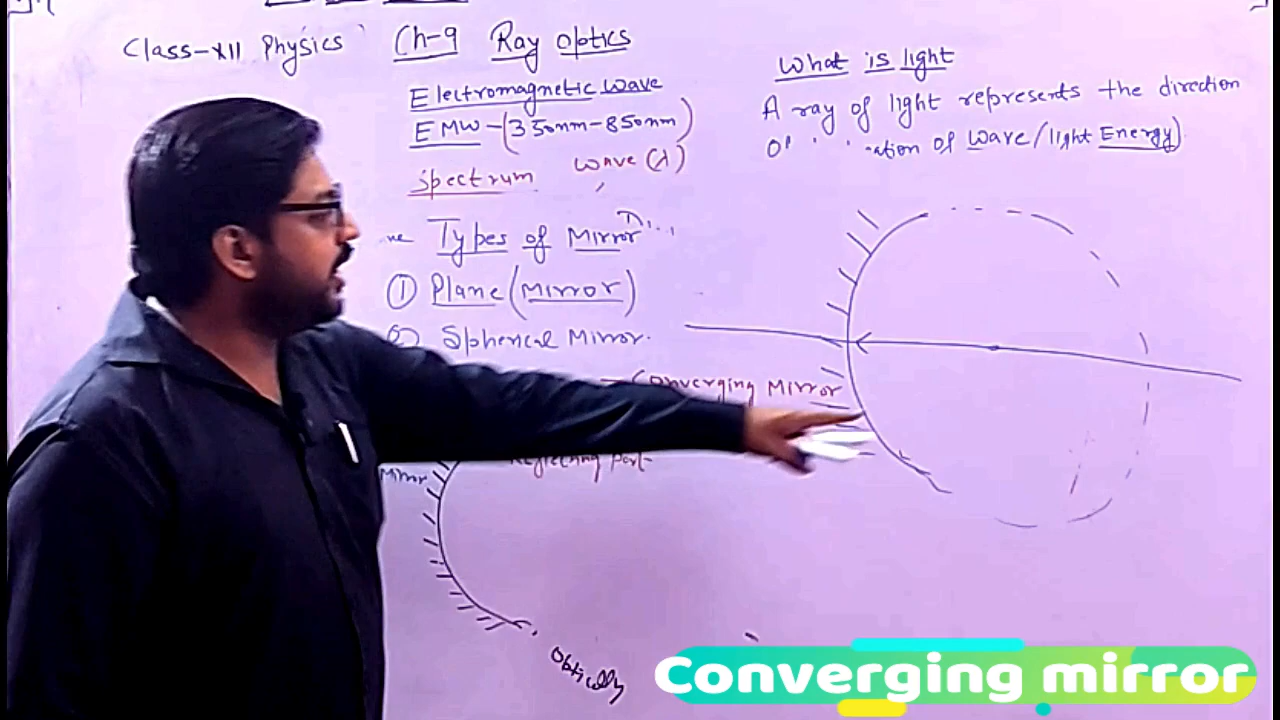 Class-XII Physics Ch-9 Ray Optics
Electromagnetic Wave
EMW-(350nm-850nm)
Spectrum Wave (λ)
Types of Mirror
① Plane (Mirror)
Spherical Mirror.
Converging Mirror
Reflecting Part
Mirror
Optically
What is light
A ray of light represents the direction
of wave/light Energy).
Converging mirror